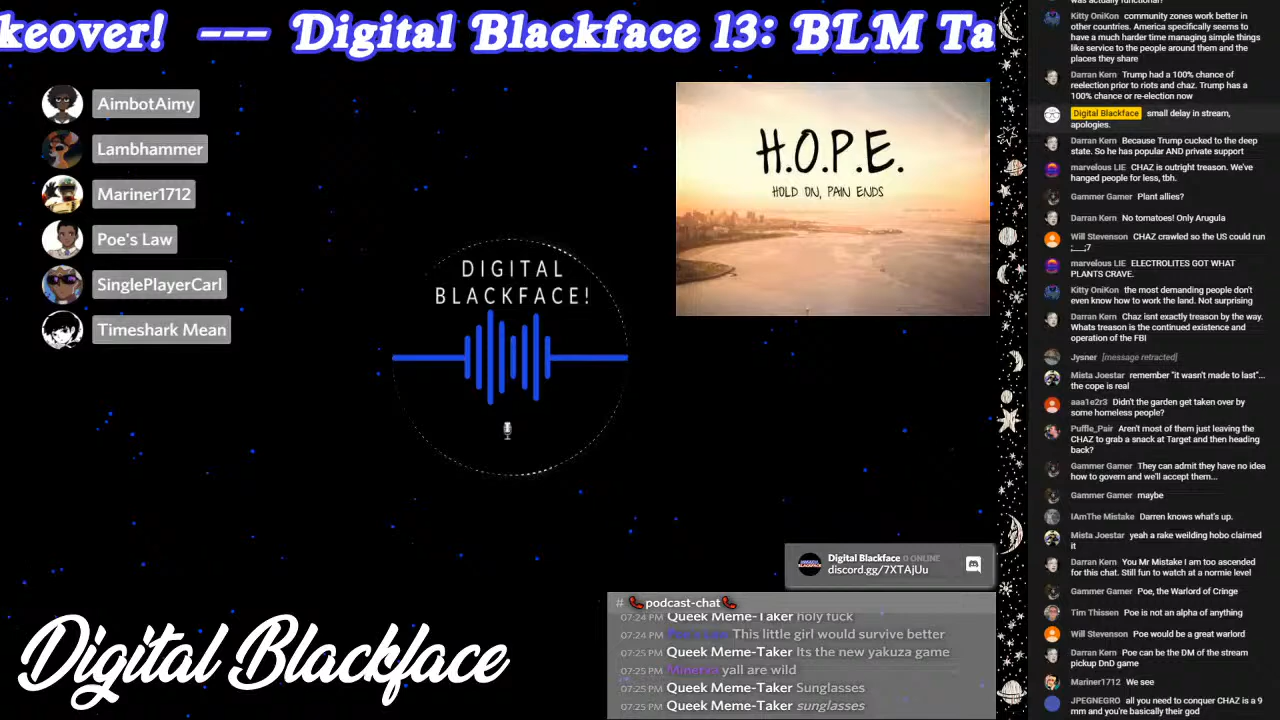 keover! --- Digital Blackface 13: BLM Ta
AimbotAimy
Lambhammer
Mariner1712
Poe's Law
SinglePlayerCarl
Timeshark Mean
DIGITAL
BLACKFACE!
H.O.P.E.
HOLD ON, PAIN ENDS
Digital Blackface 0 ONLINE
discord.gg/7XTAjUu
# podcast-chat
07:24 PM Queek Meme-Taker holy fuck
07:24 PM This little girl would survive better
07:25 PM Queek Meme-Taker Its the new yakuza game
07:25 PM yall are wild
07:25 PM Queek Meme-Taker Sunglasses
07:25 PM Queek Meme-Taker sunglasses
Digital Blackface
was actually functional?
Kitty OniKon community zones work better in
other countries. America specifically seems to
have a much harder time managing simple things
like service to the people around them and the
places they share
Darran Kern Trump had a 100% chance of
reelection prior to riots and chaz. Trump has a
100% chance or re-election now
Digital Blackface small delay in stream,
apologies.
Darran Kern Because Trump cucked to the deep
state. So he has popular AND private support
marvelous LIE CHAZ is outright treason. We've
hanged people for less, tbh.
Gammer Gamer Plant allies?
Darran Kern No tomatoes! Only Arugula
Will Stevenson CHAZ crawled so the US could run
;___;7
marvelous LIE ELECTROLITES GOT WHAT
PLANTS CRAVE.
Kitty OniKon the most demanding people don't
even know how to work the land. Not surprising
Darran Kern Chaz isnt exactly treason by the way.
Whats treason is the continued existence and
operation of the FBI
Jysner [message retracted]
Mista Joestar remember "it wasn't made to last"...
the cope is real
aaa1e2r3 Didn't the garden get taken over by
some homeless people?
Puffle_Pair Aren't most of them just leaving the
CHAZ to grab a snack at Target and then heading
back?
Gammer Gamer They can admit they have no idea
how to govern and we'll accept them...
Gammer Gamer maybe
IAmThe Mistake Darren knows what's up.
Mista Joestar yeah a rake weilding hobo claimed
it
Darran Kern You Mr Mistake I am too ascended
for this chat. Still fun to watch at a normie level
Gammer Gamer Poe, the Warlord of Cringe
Tim Thissen Poe is not an alpha of anything
Will Stevenson Poe would be a great warlord
Darran Kern Poe can be the DM of the stream
pickup DnD game
Mariner1712 We see
JPEGNEGRO all you need to conquer CHAZ is a 9
mm and you're basically their god